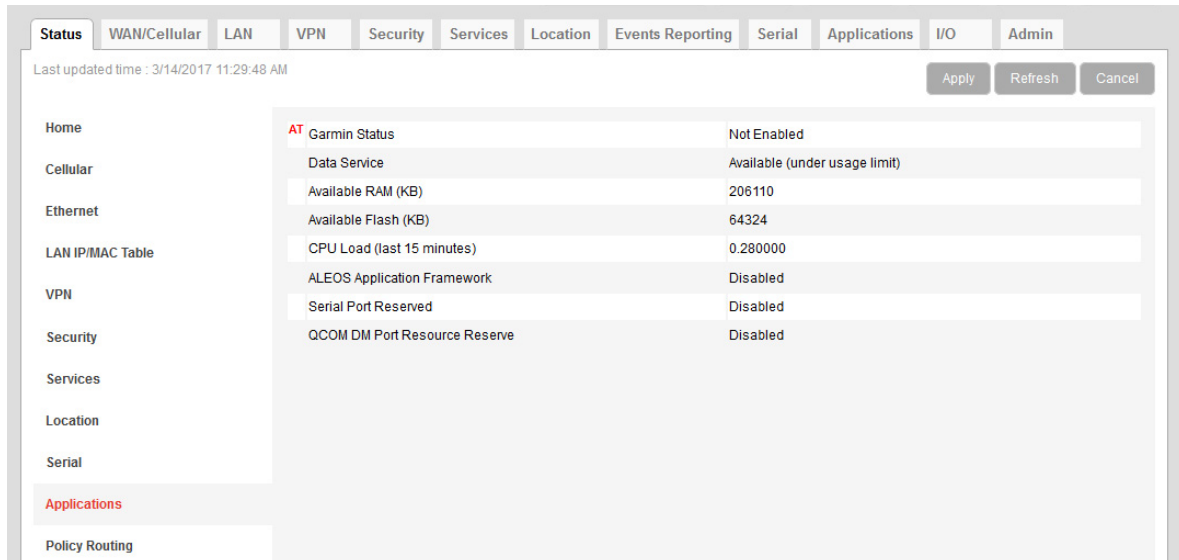 Status WAN/Cellular LAN VPN Security Services Location Events Reporting Serial Applications I/O Admin
Last updated time : 3/14/2017 11:29:48 AM
Apply Refresh Cancel
Home
Cellular
Ethernet
LAN IP/MAC Table
VPN
Security
Services
Location
Serial
Applications
Policy Routing
AT Garmin Status Not Enabled
Data Service Available (under usage limit)
Available RAM (KB) 206110
Available Flash (KB) 64324
CPU Load (last 15 minutes) 0.280000
ALEOS Application Framework Disabled
Serial Port Reserved Disabled
QCOM DM Port Resource Reserve Disabled